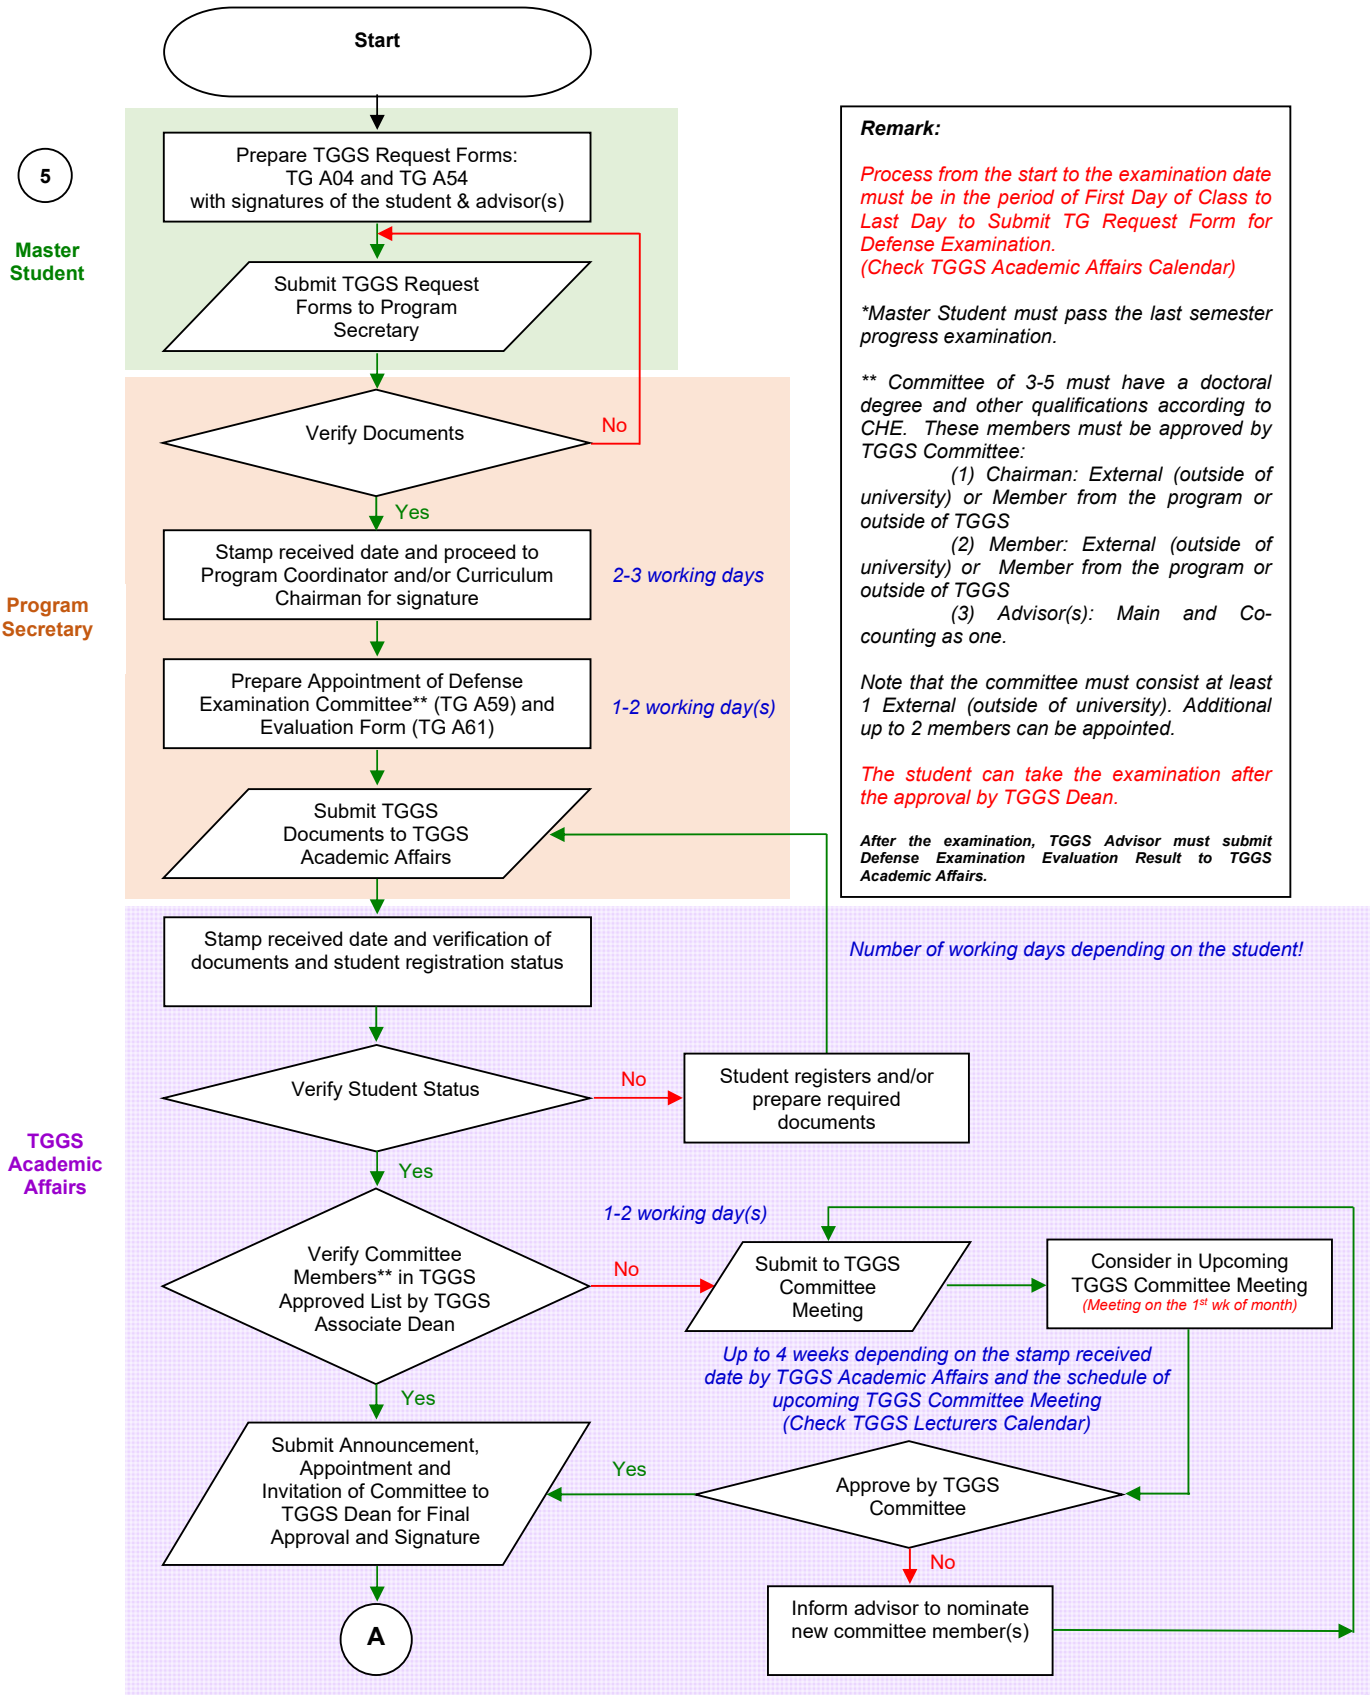 Start
5
Master
Student
Prepare TGGS Request Forms:
TG A04 and TG A54
with signatures of the student & advisor(s)
Submit TGGS Request
Forms to Program
Secretary
Remark:
Process from the start to the examination date
must be in the period of First Day of Class to
Last Day to Submit TG Request Form for
Defense Examination.
(Check TGGS Academic Affairs Calendar)
*Master Student must pass the last semester
progress examination.
** Committee of 3-5 must have a doctoral
degree and other qualifications according to
CHE. These members must be approved by
TGGS Committee:
(1) Chairman: External (outside of
university) or Member from the program or
outside of TGGS
(2) Member: External (outside of
university) or Member from the program or
outside of TGGS
(3) Advisor(s): Main and Co-
counting as one.
Note that the committee must consist at least
1 External (outside of university). Additional
up to 2 members can be appointed.
The student can take the examination after
the approval by TGGS Dean.
After the examination, TGGS Advisor must submit
Defense Examination Evaluation Result to TGGS
Academic Affairs.
Program
Secretary
Verify Documents
No
Yes
Stamp received date and proceed to
Program Coordinator and/or Curriculum
Chairman for signature
2-3 working days
Prepare Appointment of Defense
Examination Committee** (TG A59) and
Evaluation Form (TG A61)
1-2 working day(s)
Submit TGGS
Documents to TGGS
Academic Affairs
TGGS
Academic
Affairs
Stamp received date and verification of
documents and student registration status
Number of working days depending on the student!
Verify Student Status
No
Student registers and/or
prepare required
documents
Yes
1-2 working day(s)
Verify Committee
Members** in TGGS
Approved List by TGGS
Associate Dean
No
Submit to TGGS
Committee
Meeting
Consider in Upcoming
TGGS Committee Meeting
(Meeting on the 1st wk of month)
Up to 4 weeks depending on the stamp received
date by TGGS Academic Affairs and the schedule of
upcoming TGGS Committee Meeting
(Check TGGS Lecturers Calendar)
Yes
Submit Announcement,
Appointment and
Invitation of Committee to
TGGS Dean for Final
Approval and Signature
Yes
Approve by TGGS
Committee
No
Inform advisor to nominate
new committee member(s)
A